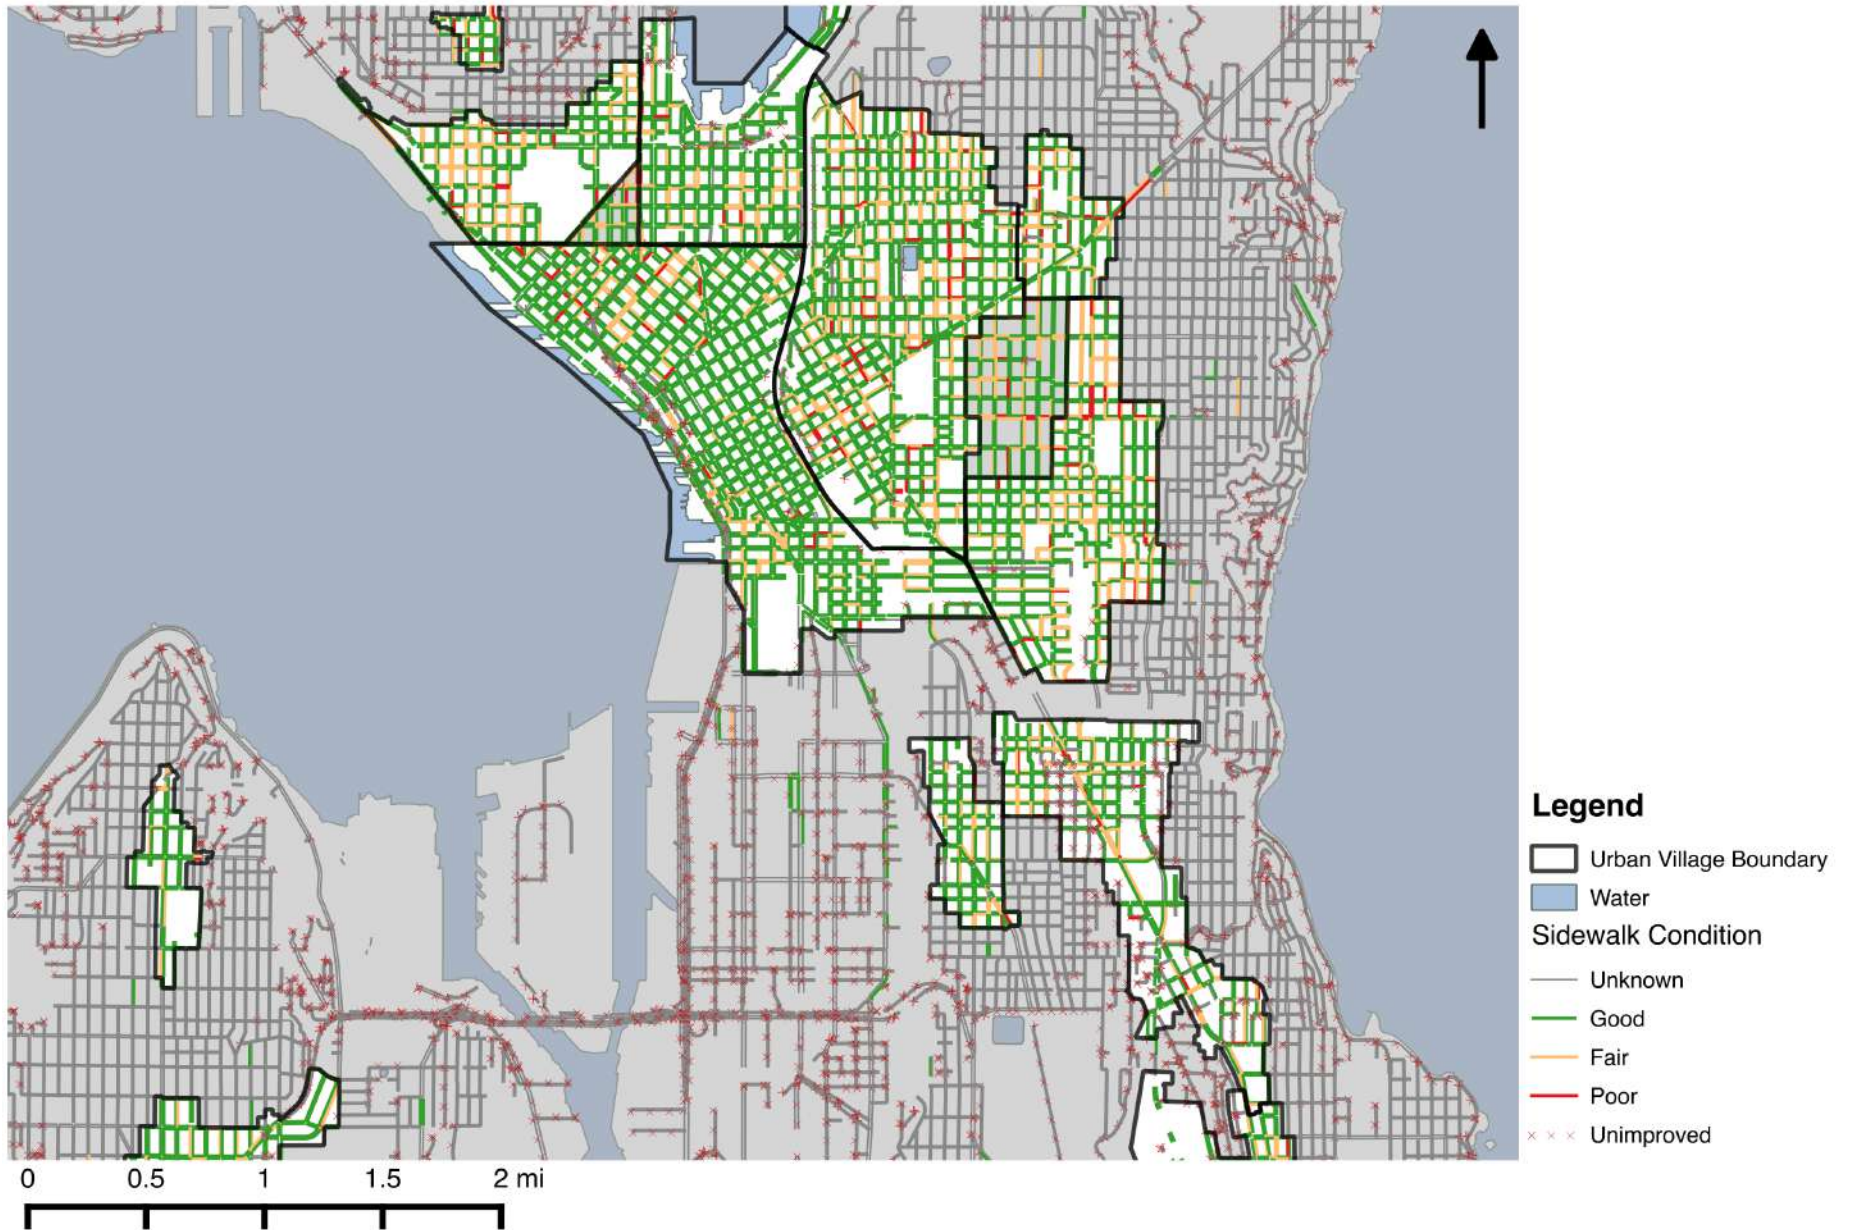 Legend
Urban Village Boundary
Water
Sidewalk Condition
Unknown
Good
Fair
Poor
Unimproved
0 0.5 1 1.5 2 mi